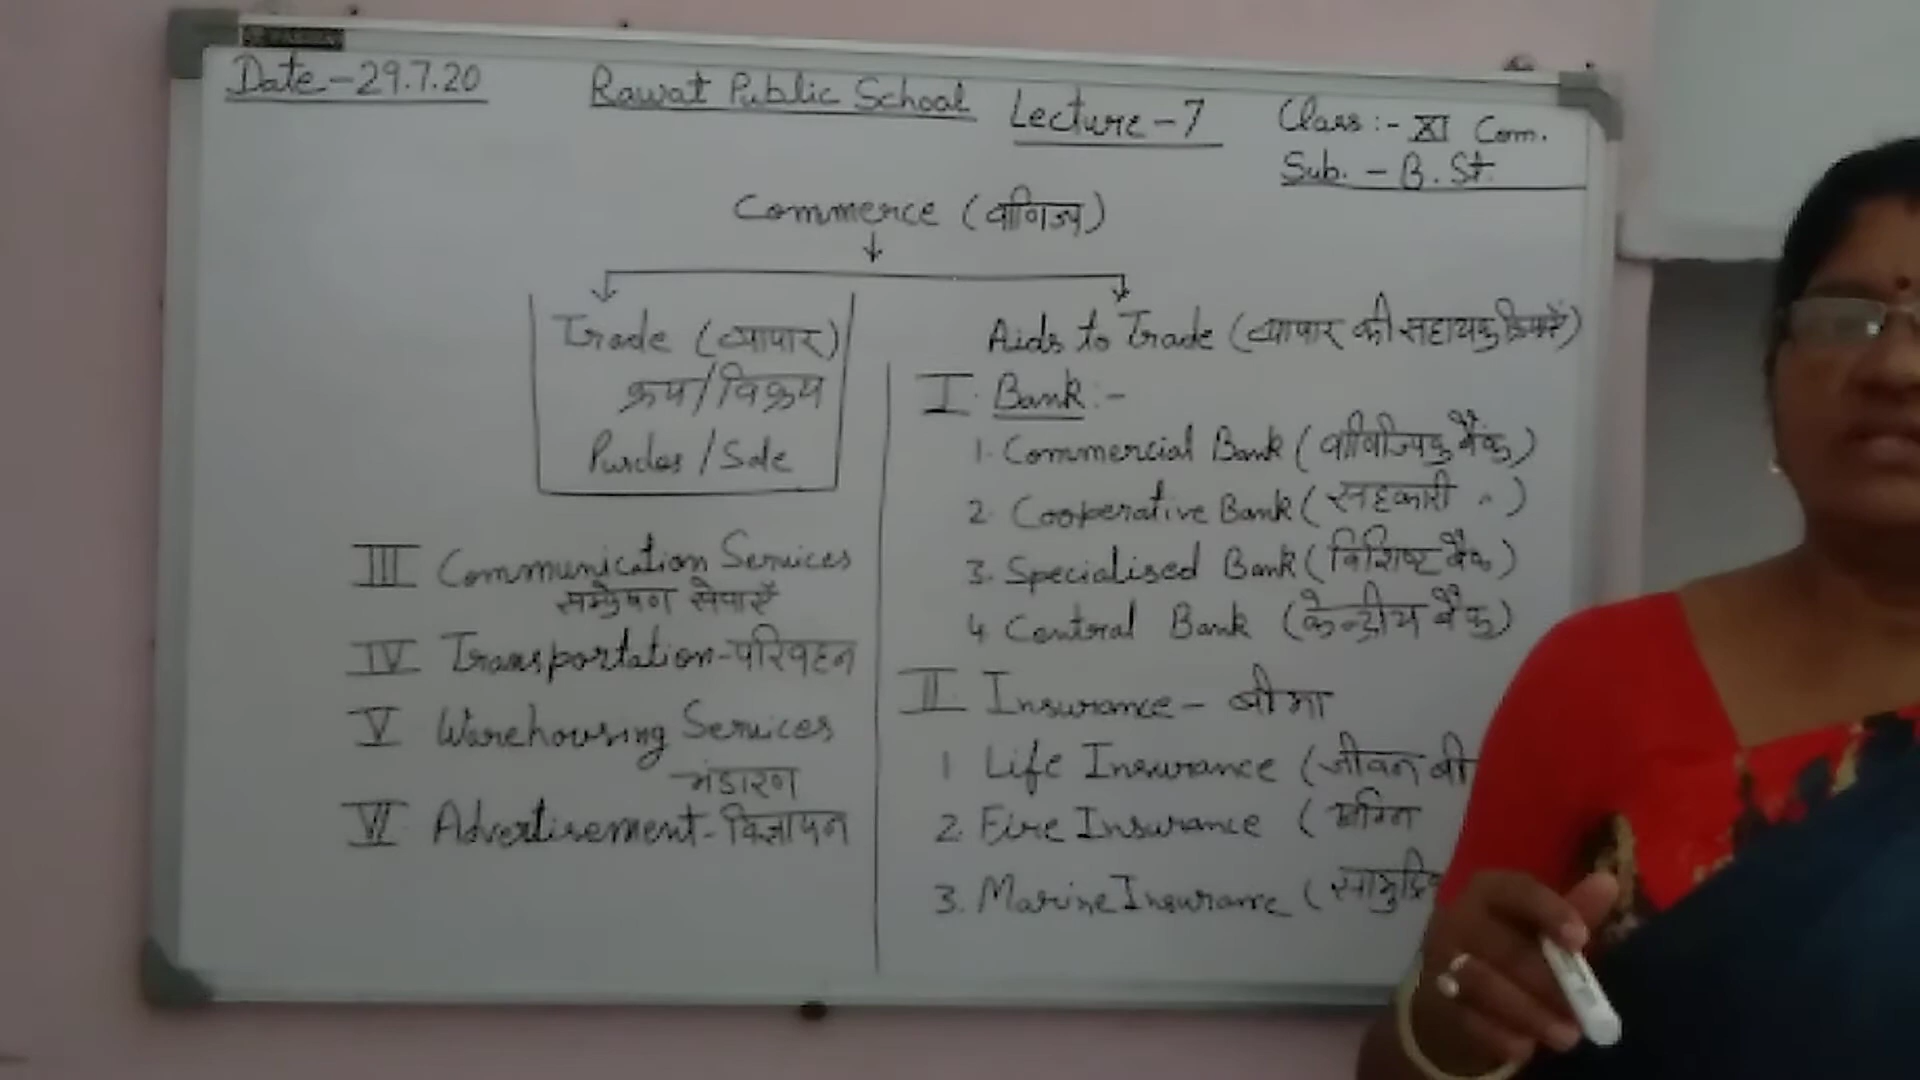 Date - 29.7.20
Rawat Public School
Lecture - 7
Class :- XI Com.
Sub. - B. St.
Commerce (वाणिज्य)
Trade (व्यापार)
क्रय/विक्रय
/ Sale
Aids to Trade (व्यापार की सहायक
I. Bank :-
1. Commercial Bank ( बैंक)
2. Cooperative Bank (सहकारी " )
3. Specialised Bank (विशिष्ट बैंक)
4. Central Bank (केन्द्रीय बैंक)
II. Insurance - बीमा
1 Life Insurance (जीवन बी
2. Fire Insurance (अग्नि
3. Marine Insurance (सामुद्रिक
III Communication Services
सम्प्रेषण सेवाएँ
IV Transportation - परिवहन
V Warehousing Services
भंडारण
VI Advertisement - विज्ञापन